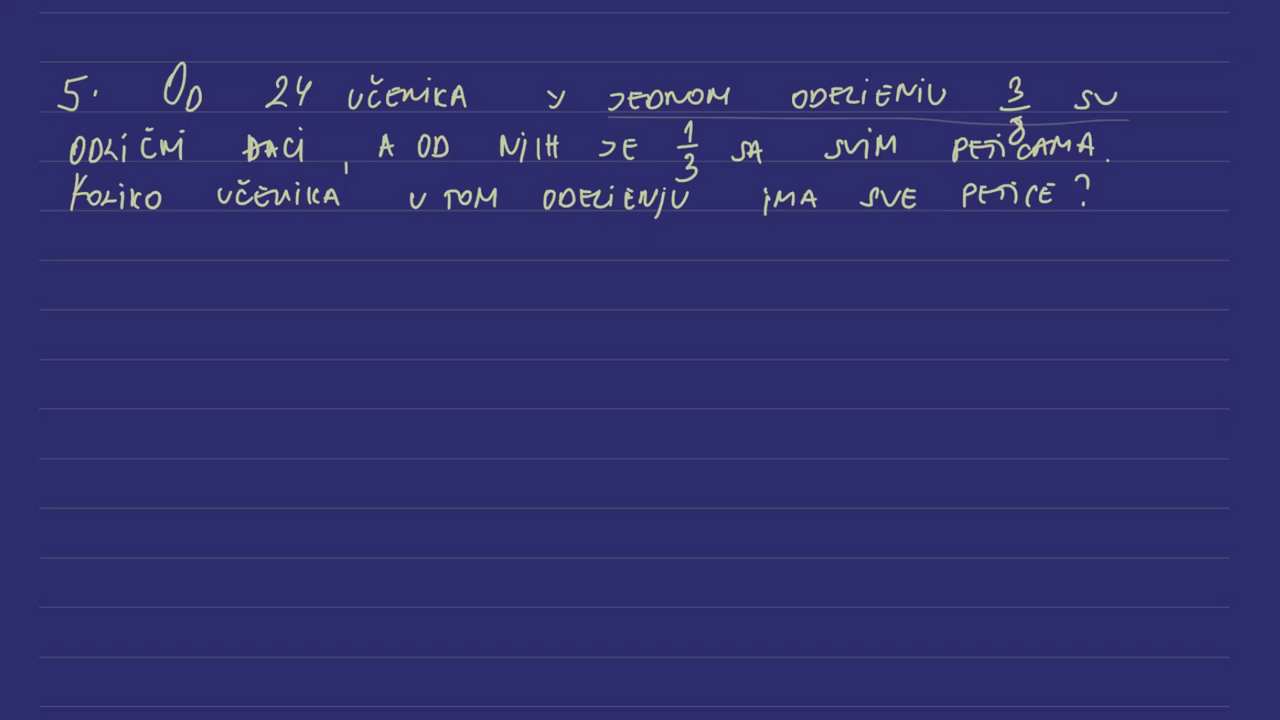 5. OD 24 UČENIKA U JEDNOM ODELJENJU 3/8 SU
ODLIČNI ĐACI, A OD NJIH JE 1/3 SA SVIM PETICAMA.
KOLIKO UČENIKA U TOM ODELJENJU IMA SVE PETICE?